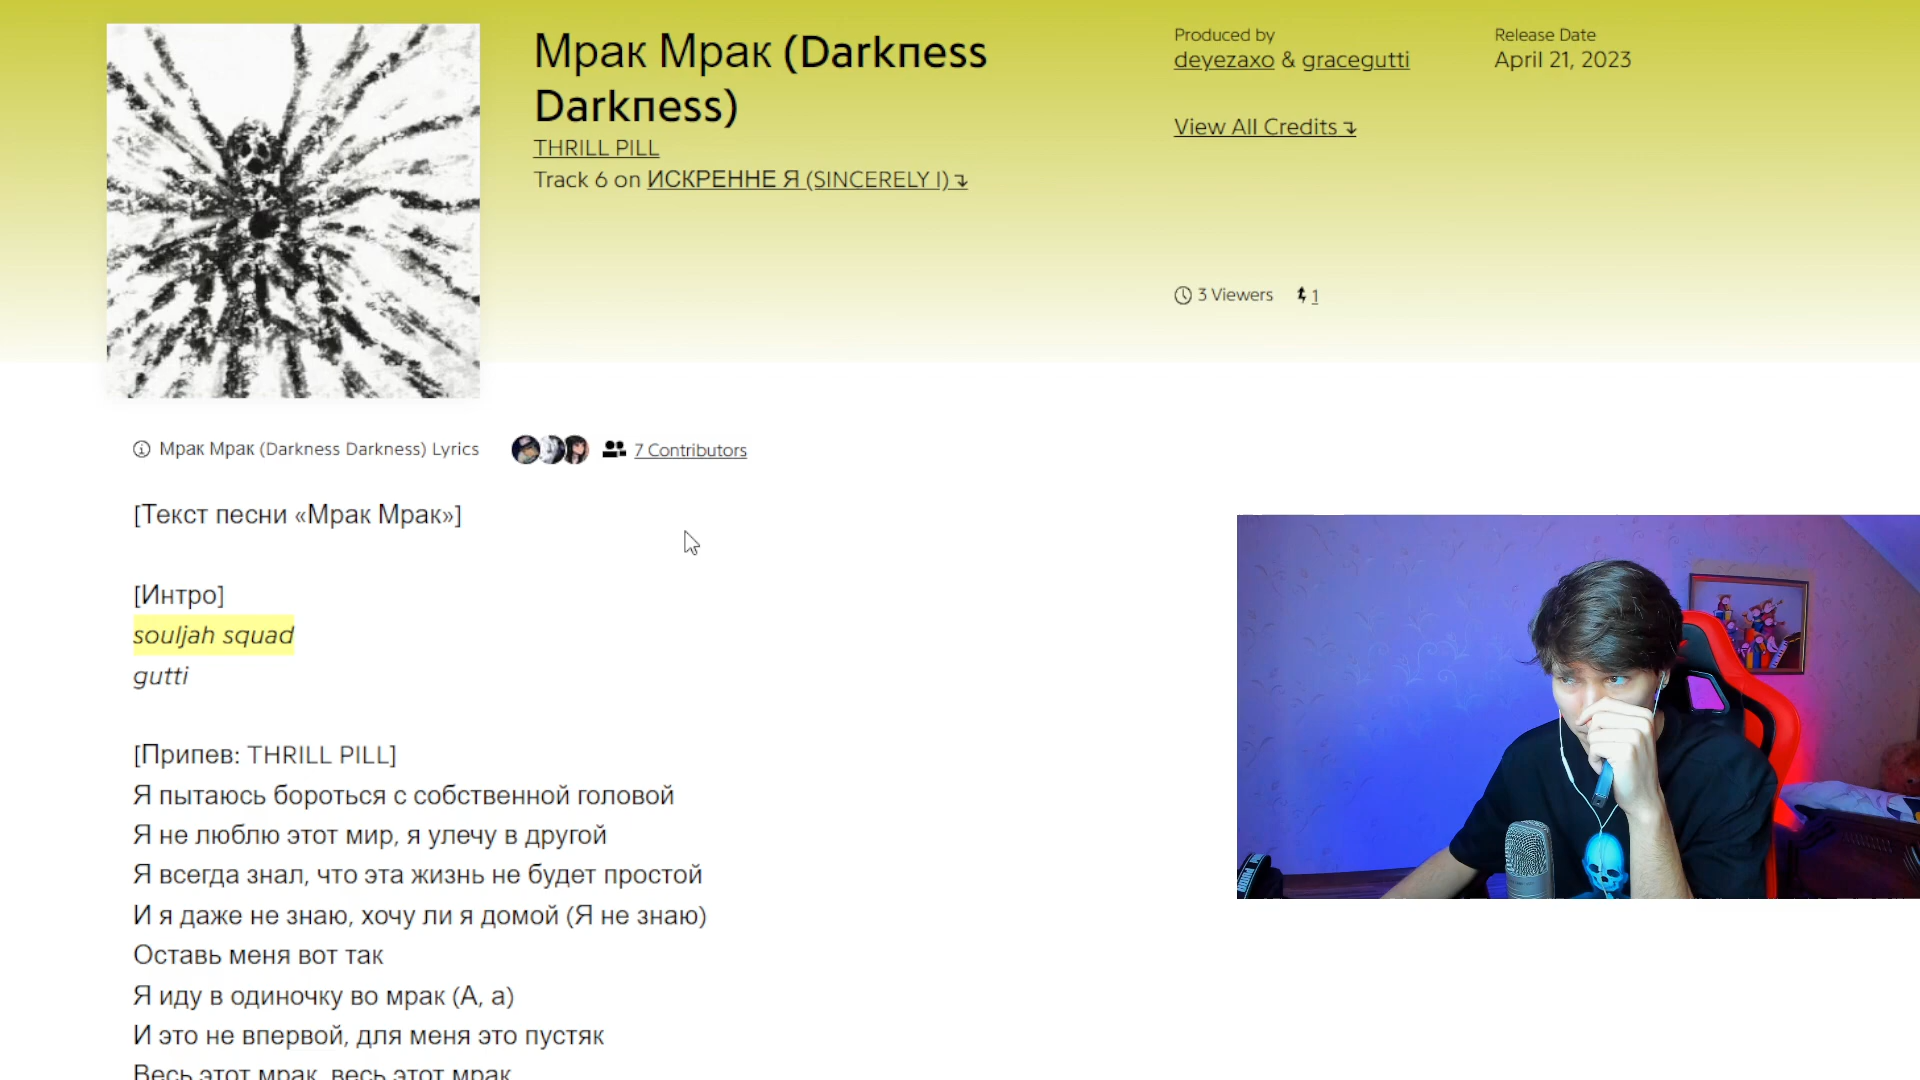 Мрак Мрак (Darkness
Darkness)
THRILL PILL
Track 6 on ИСКРЕННЕ Я (SINCERELY I)
Produced by
deyezaxo & gracegutti
Release Date
April 21, 2023
View All Credits
3 Viewers 1
Мрак Мрак (Darkness Darkness) Lyrics 7 Contributors
[Текст песни «Мрак Мрак»]
[Интро]
souljah squad
gutti
[Припев: THRILL PILL]
Я пытаюсь бороться с собственной головой
Я не люблю этот мир, я улечу в другой
Я всегда знал, что эта жизнь не будет простой
И я даже не знаю, хочу ли я домой (Я не знаю)
Оставь меня вот так
Я иду в одиночку во мрак (А, а)
И это не впервой, для меня это пустяк
Весь этот мрак, весь этот мрак